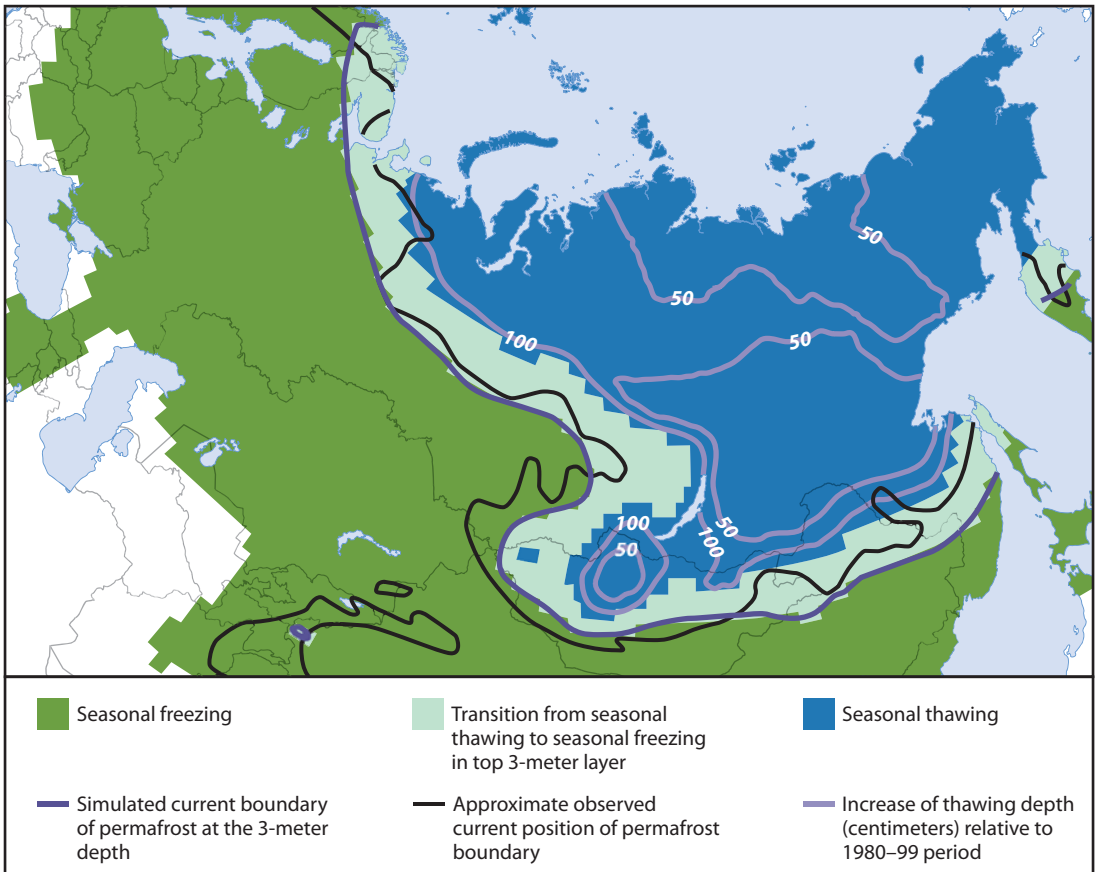 50
50
50
100
100
50
50
100
Seasonal freezing
Transition from seasonal
thawing to seasonal freezing
in top 3-meter layer
Seasonal thawing
Simulated current boundary
of permafrost at the 3-meter
depth
Approximate observed
current position of permafrost
boundary
Increase of thawing depth
(centimeters) relative to
1980–99 period